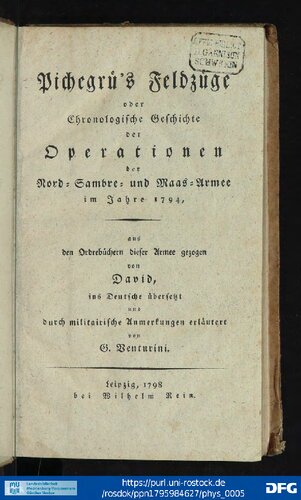 Pichegrü's Feldzüge
oder
Chronologische Geschichte
der
Operationen
der
Nord-Sambre- und Maas-Armee
im Jahre 1794,
aus
den Ordrebüchern dieser Armee gezogen
von
David,
ins Deutsche übersetzt
und
durch militairische Anmerkungen erläutert
von
G. Venturini.
Leipzig, 1798
bei Wilhelm Rein.
https://purl.uni-rostock.de
/rosdok/ppn1795984627/phys_0005
DFG